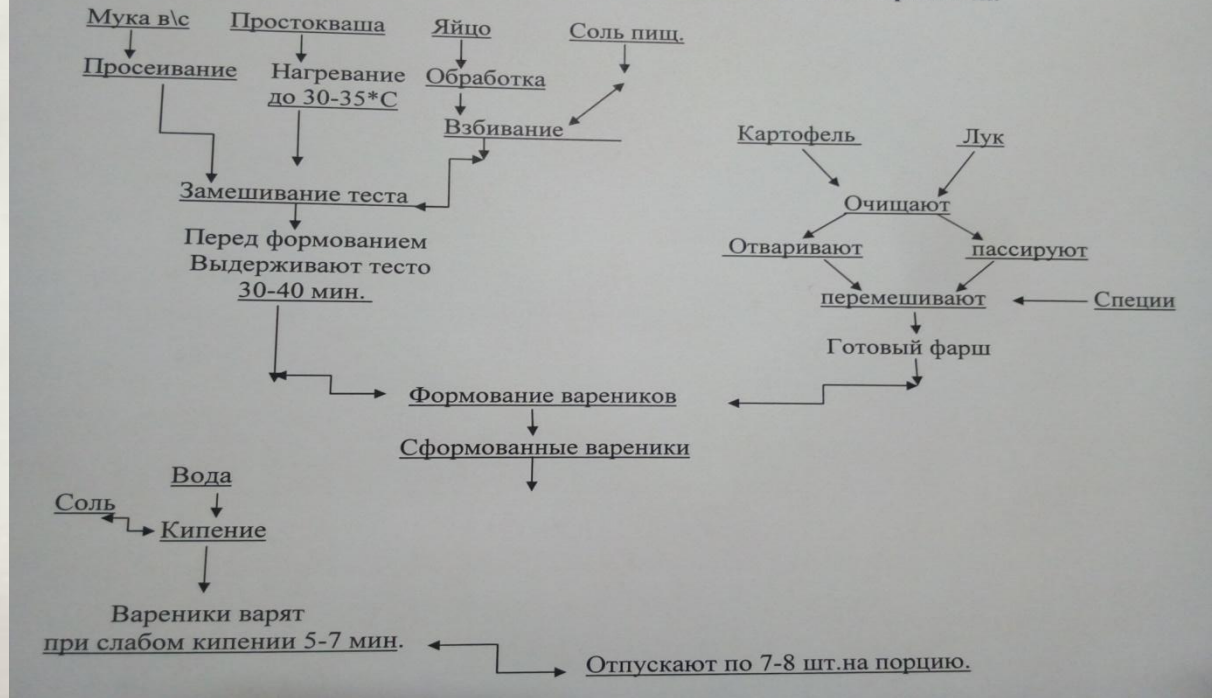 Мука в\с
Простокваша
Яйцо
Соль пищ.
Просеивание
Нагревание
до 30-35*С
Обработка
Взбивание
Замешивание теста
Перед формованием
Выдерживают тесто
30-40 мин.
Картофель
Лук
Очищают
Отваривают
пассируют
перемешивают
Специи
Готовый фарш
Формование вареников
Сформованные вареники
Вода
Соль
Кипение
Вареники варят
при слабом кипении 5-7 мин.
Отпускают по 7-8 шт.на порцию.